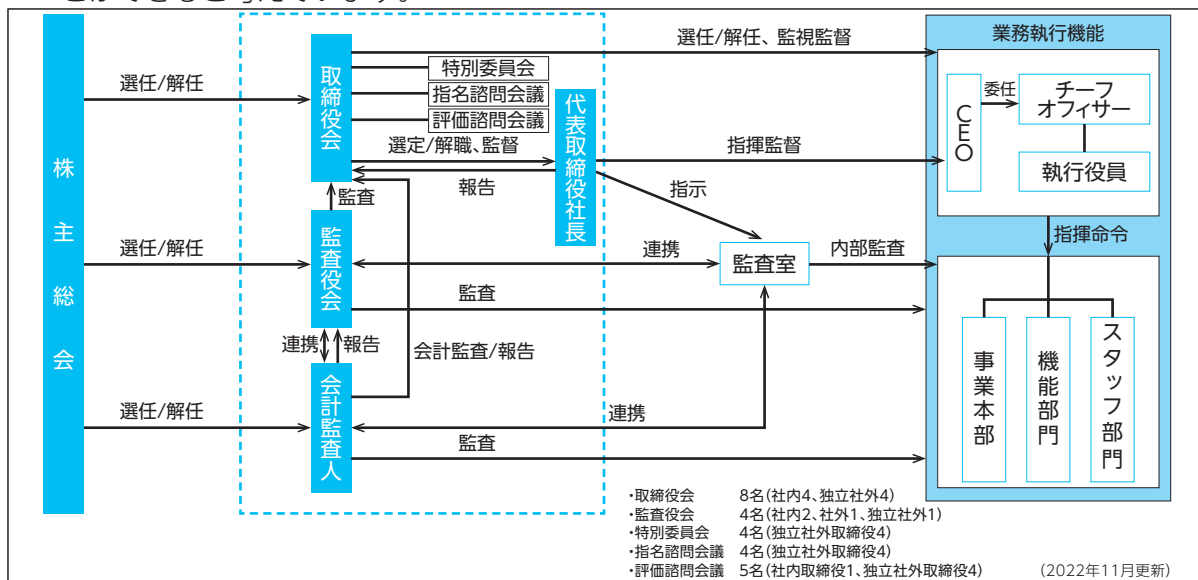 とができると考えています。
選任/解任、監視監督
業務執行機能
特別委員会
指名諮問会議
評価諮問会議
取締役会
選任/解任
代表取締役社長
委任
CEO
チーフ
オフィサー
執行役員
選定/解職、監督
指揮監督
報告
指示
監査
株主総会
指揮命令
選任/解任
監査役会
連携
監査室
内部監査
監査
連携
報告
会計監査/報告
事業本部
機能部門
スタッフ部門
選任/解任
会計監査人
連携
監査
・取締役会 8名(社内4、独立社外4)
・監査役会 4名(社内2、社外1、独立社外1)
・特別委員会 4名(独立社外取締役4)
・指名諮問会議 4名(独立社外取締役4)
・評価諮問会議 5名(社内取締役1、独立社外取締役4)
(2022年11月更新)